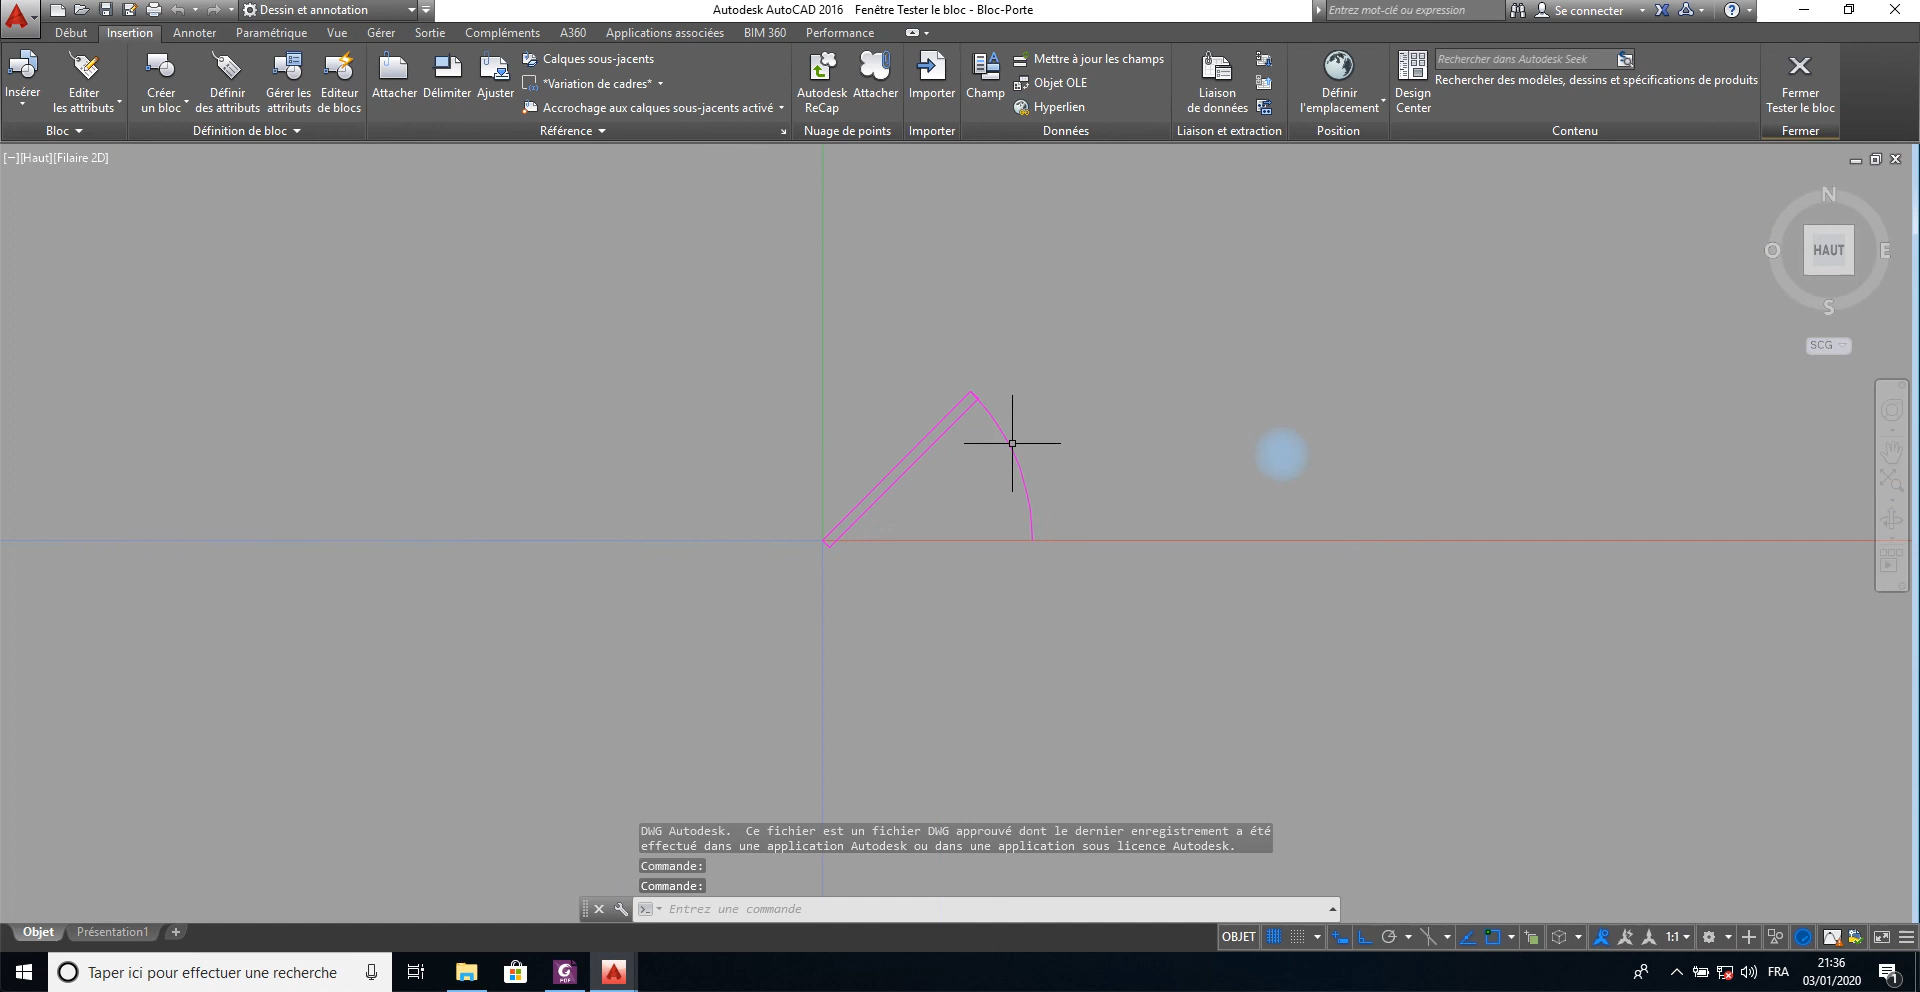 Dessin et annotation
Autodesk AutoCAD 2016 Fenêtre Tester le bloc - Bloc-Porte
Entrez mot-clé ou expression
Se connecter
Début Insertion Annoter Paramétrique Vue Gérer Sortie Compléments A360 Applications associées BIM 360 Performance
Insérer
Editer
les attributs
Bloc
Créer
un bloc
Définir
des attributs
Gérer les
attributs
Editeur
de blocs
Définition de bloc
Attacher
Délimiter
Ajuster
Calques sous-jacents
*Variation de cadres*
Accrochage aux calques sous-jacents activé
Référence
Autodesk
ReCap
Attacher
Nuage de points
Importer
Importer
Champ
Mettre à jour les champs
Objet OLE
Hyperlien
Données
Liaison
de données
Liaison et extraction
Définir
l'emplacement
Position
Design
Center
Rechercher dans Autodesk Seek
Rechercher des modèles, dessins et spécifications de produits
Contenu
Fermer
Tester le bloc
Fermer
[−][Haut][Filaire 2D]
N
O
HAUT
E
S
SCG
DWG Autodesk. Ce fichier est un fichier DWG approuvé dont le dernier enregistrement a été
effectué dans une application Autodesk ou dans une application sous licence Autodesk.
Commande:
Commande:
Entrez une commande
Objet Présentation1 +
OBJET
1:1
Taper ici pour effectuer une recherche
FRA
21:36
03/01/2020
1